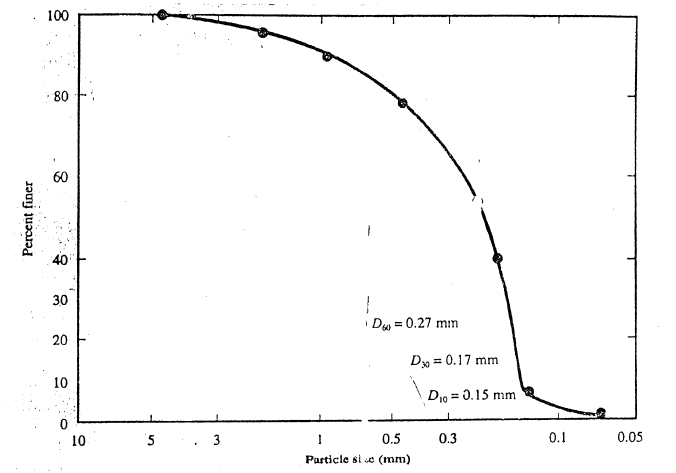 100
80
60
40
30
20
10
0
Percent finer
D60 = 0.27 mm
D30 = 0.17 mm
D10 = 0.15 mm
10 5 3 1 0.5 0.3 0.1 0.05
Particle size (mm)